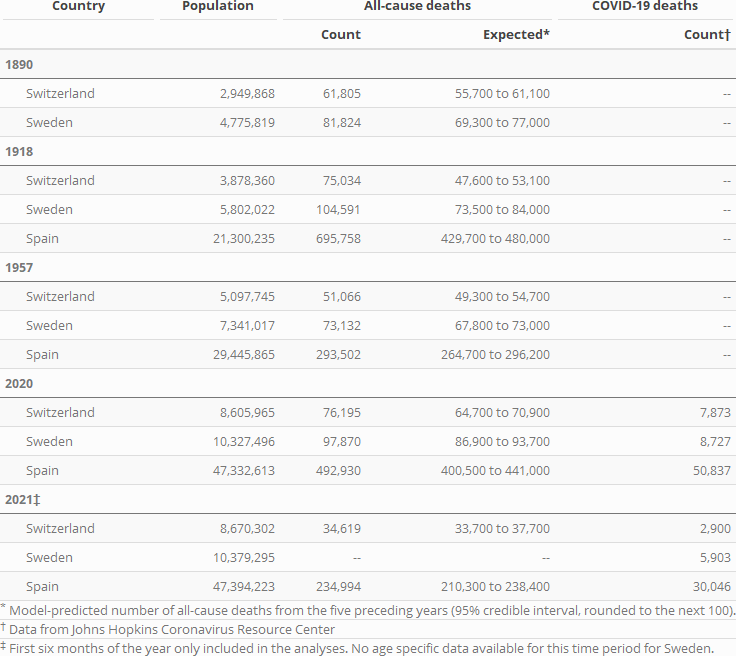 Country Population All-cause deaths COVID-19 deaths
Count Expected* Count†
1890
Switzerland 2,949,868 61,805 55,700 to 61,100 --
Sweden 4,775,819 81,824 69,300 to 77,000 --
1918
Switzerland 3,878,360 75,034 47,600 to 53,100 --
Sweden 5,802,022 104,591 73,500 to 84,000 --
Spain 21,300,235 695,758 429,700 to 480,000 --
1957
Switzerland 5,097,745 51,066 49,300 to 54,700 --
Sweden 7,341,017 73,132 67,800 to 73,000 --
Spain 29,445,865 293,502 264,700 to 296,200 --
2020
Switzerland 8,605,965 76,195 64,700 to 70,900 7,873
Sweden 10,327,496 97,870 86,900 to 93,700 8,727
Spain 47,332,613 492,930 400,500 to 441,000 50,837
2021‡
Switzerland 8,670,302 34,619 33,700 to 37,700 2,900
Sweden 10,379,295 -- -- 5,903
Spain 47,394,223 234,994 210,300 to 238,400 30,046
* Model-predicted number of all-cause deaths from the five preceding years (95% credible interval, rounded to the next 100).
† Data from Johns Hopkins Coronavirus Resource Center
‡ First six months of the year only included in the analyses. No age specific data available for this time period for Sweden.